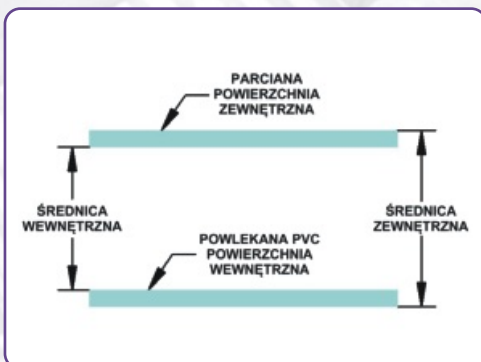 PARCIANA
POWIERZCHNIA
ZEWNĘTRZNA
ŚREDNICA
WEWNĘTRZNA
ŚREDNICA
ZEWNĘTRZNA
POWLEKANA PVC
POWIERZCHNIA
WEWNĘTRZNA